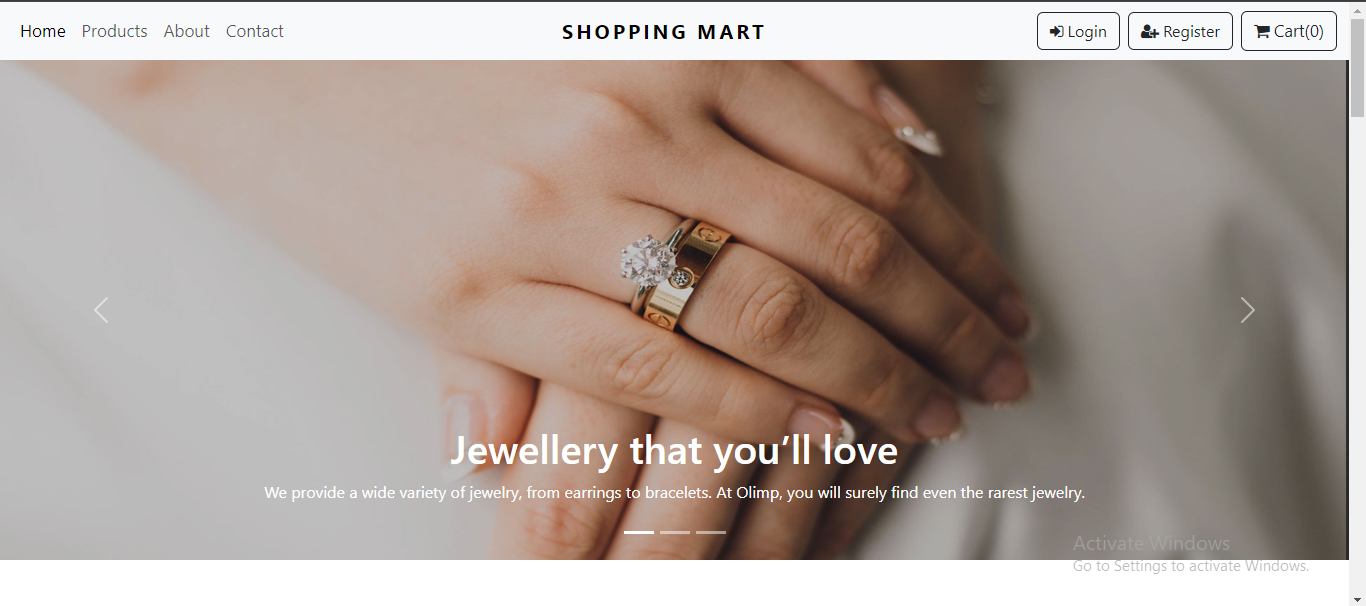 Home Products About Contact SHOPPING MART Login Register Cart(0)
Jewellery that you’ll love
We provide a wide variety of jewelry, from earrings to bracelets. At Olimp, you will surely find even the rarest jewelry.
Activate Windows
Go to Settings to activate Windows.